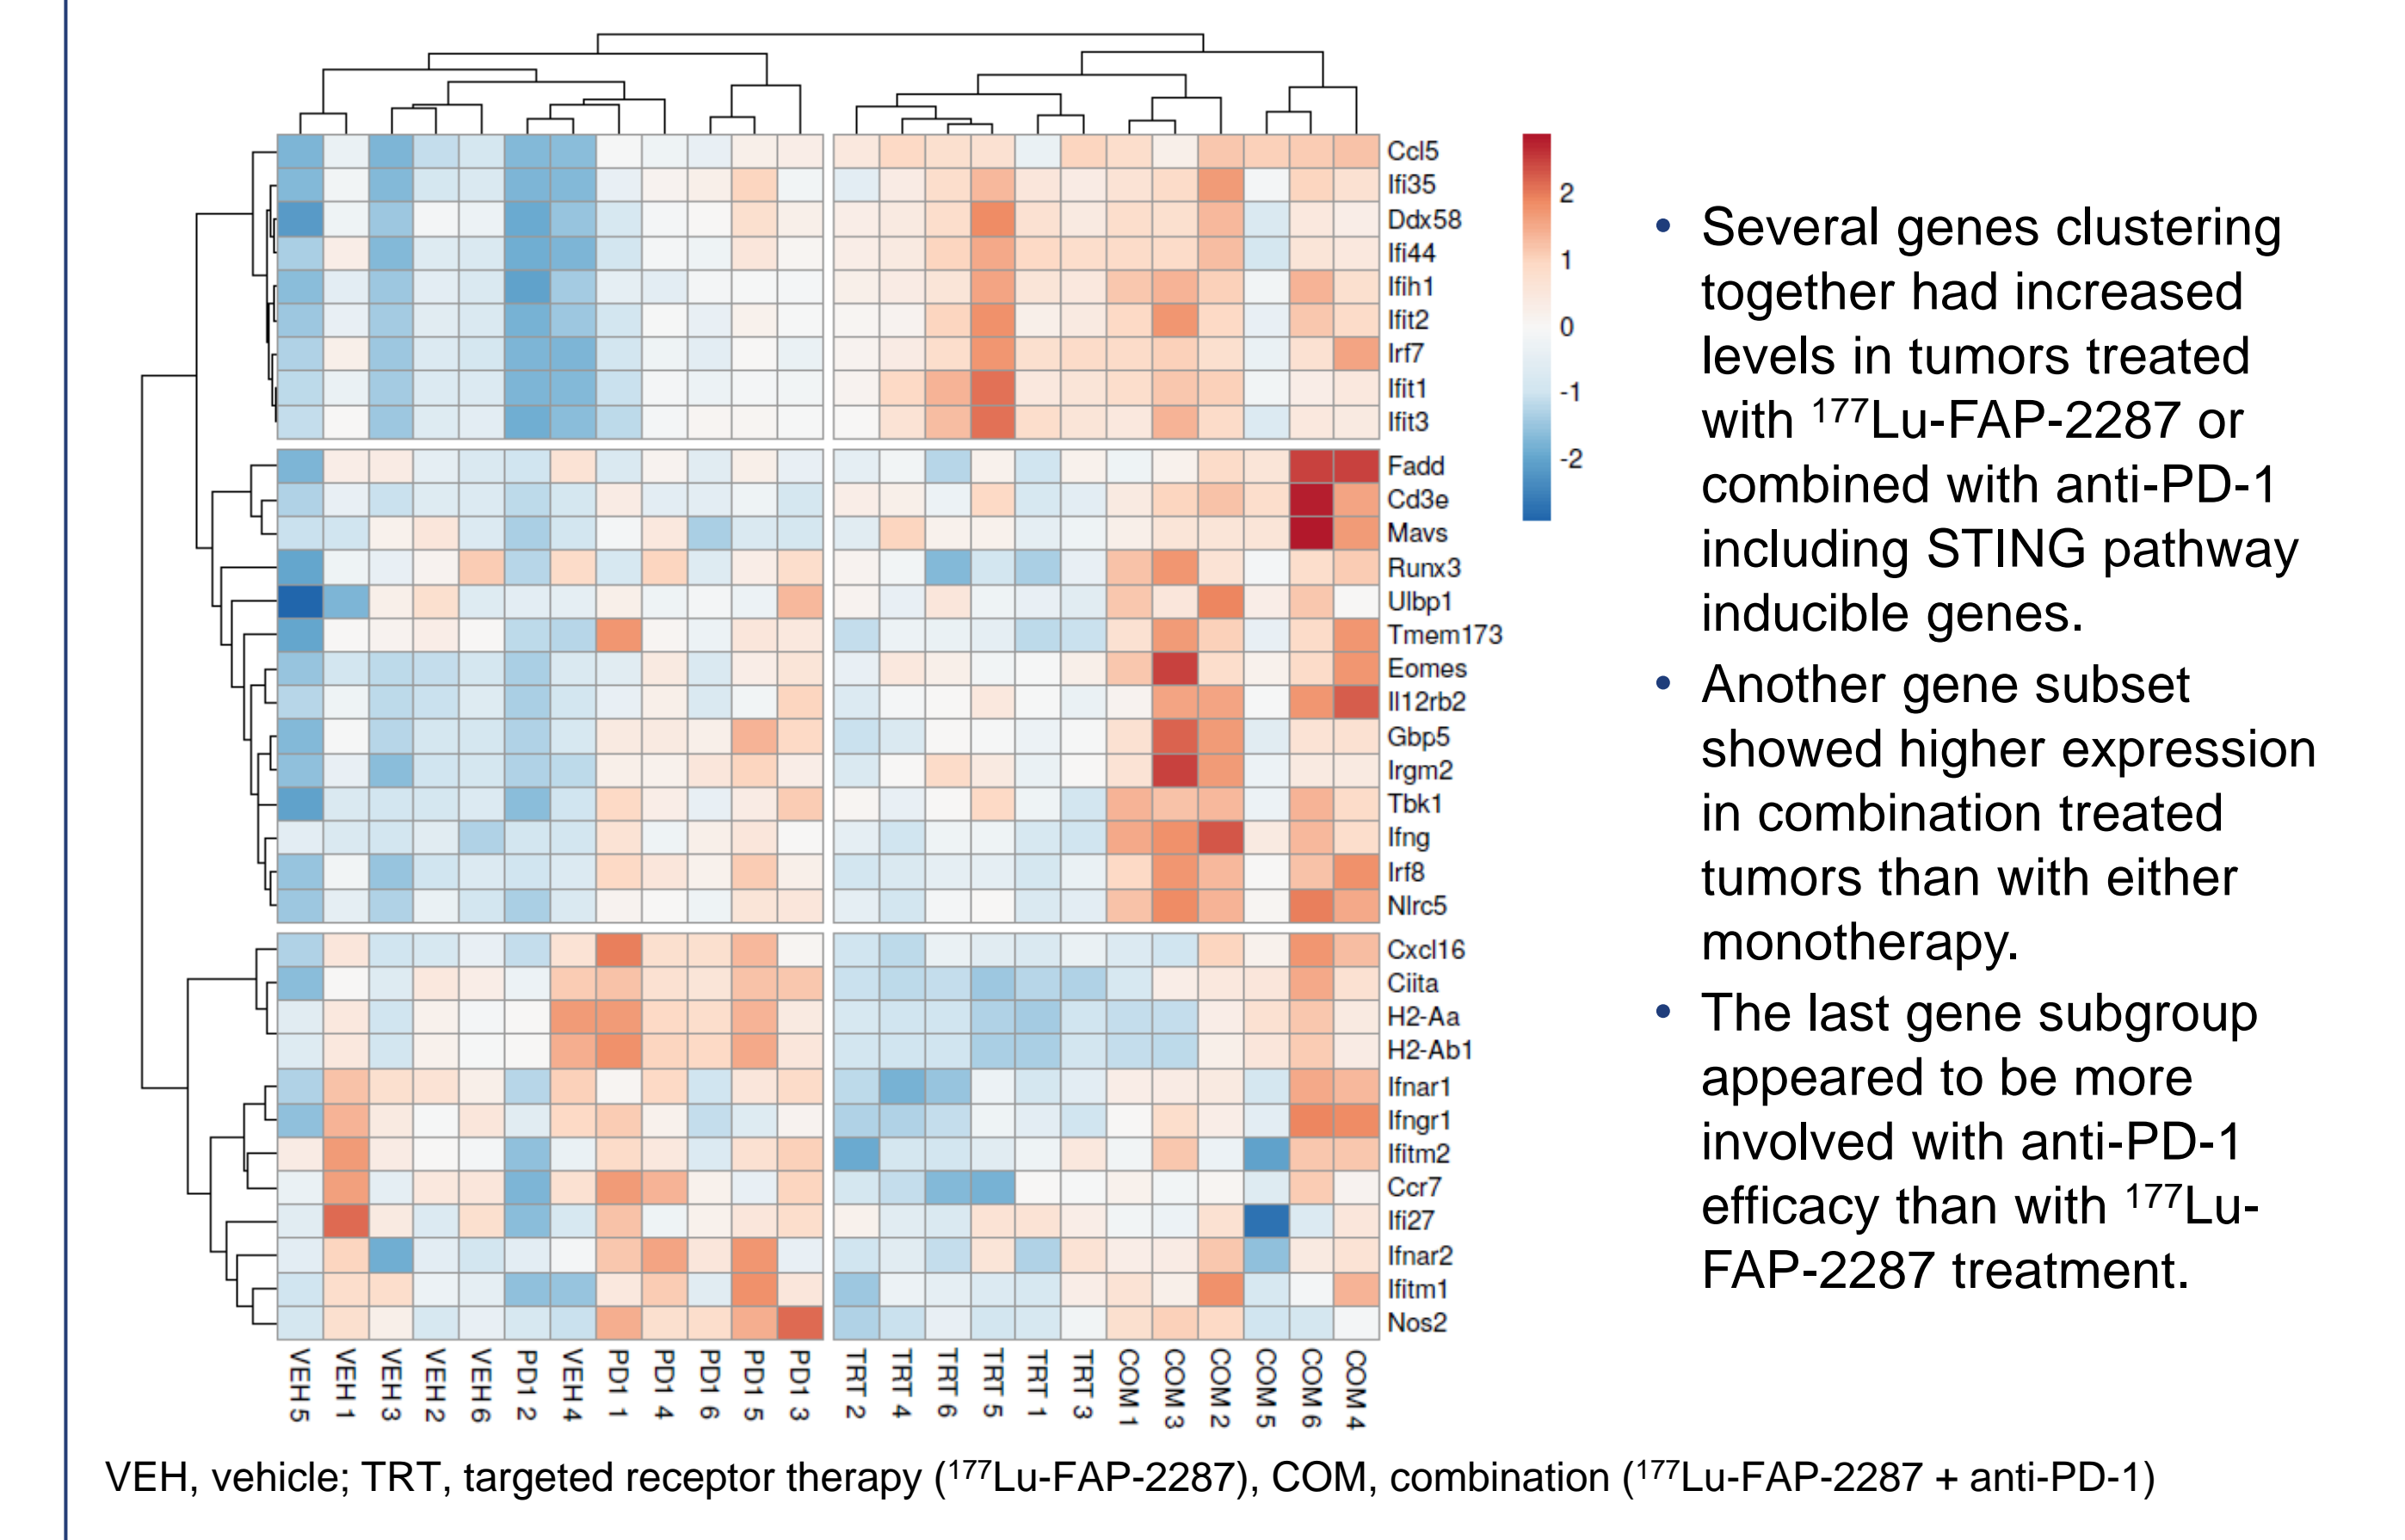 Ccl5
Ifi35
Ddx58
Ifi44
Ifih1
Ifit2
Irf7
Ifit1
Ifit3
Fadd
Cd3e
Mavs
Runx3
Ulbp1
Tmem173
Eomes
Il12rb2
Gbp5
Irgm2
Tbk1
Ifng
Irf8
Nlrc5
Cxcl16
Ciita
H2-Aa
H2-Ab1
Ifnar1
Ifngr1
Ifitm2
Ccr7
Ifi27
Ifnar2
Ifitm1
Nos2
2
1
0
-1
-2
VEH 5
VEH 1
VEH 3
VEH 2
VEH 6
PD1 2
VEH 4
PD1 1
PD1 4
PD1 6
PD1 5
PD1 3
TRT 2
TRT 4
TRT 6
TRT 5
TRT 1
TRT 3
COM 1
COM 3
COM 2
COM 5
COM 6
COM 4
• Several genes clustering
together had increased
levels in tumors treated
with ¹⁷⁷Lu-FAP-2287 or
combined with anti-PD-1
including STING pathway
inducible genes.
• Another gene subset
showed higher expression
in combination treated
tumors than with either
monotherapy.
• The last gene subgroup
appeared to be more
involved with anti-PD-1
efficacy than with ¹⁷⁷Lu-
FAP-2287 treatment.
VEH, vehicle; TRT, targeted receptor therapy (¹⁷⁷Lu-FAP-2287), COM, combination (¹⁷⁷Lu-FAP-2287 + anti-PD-1)